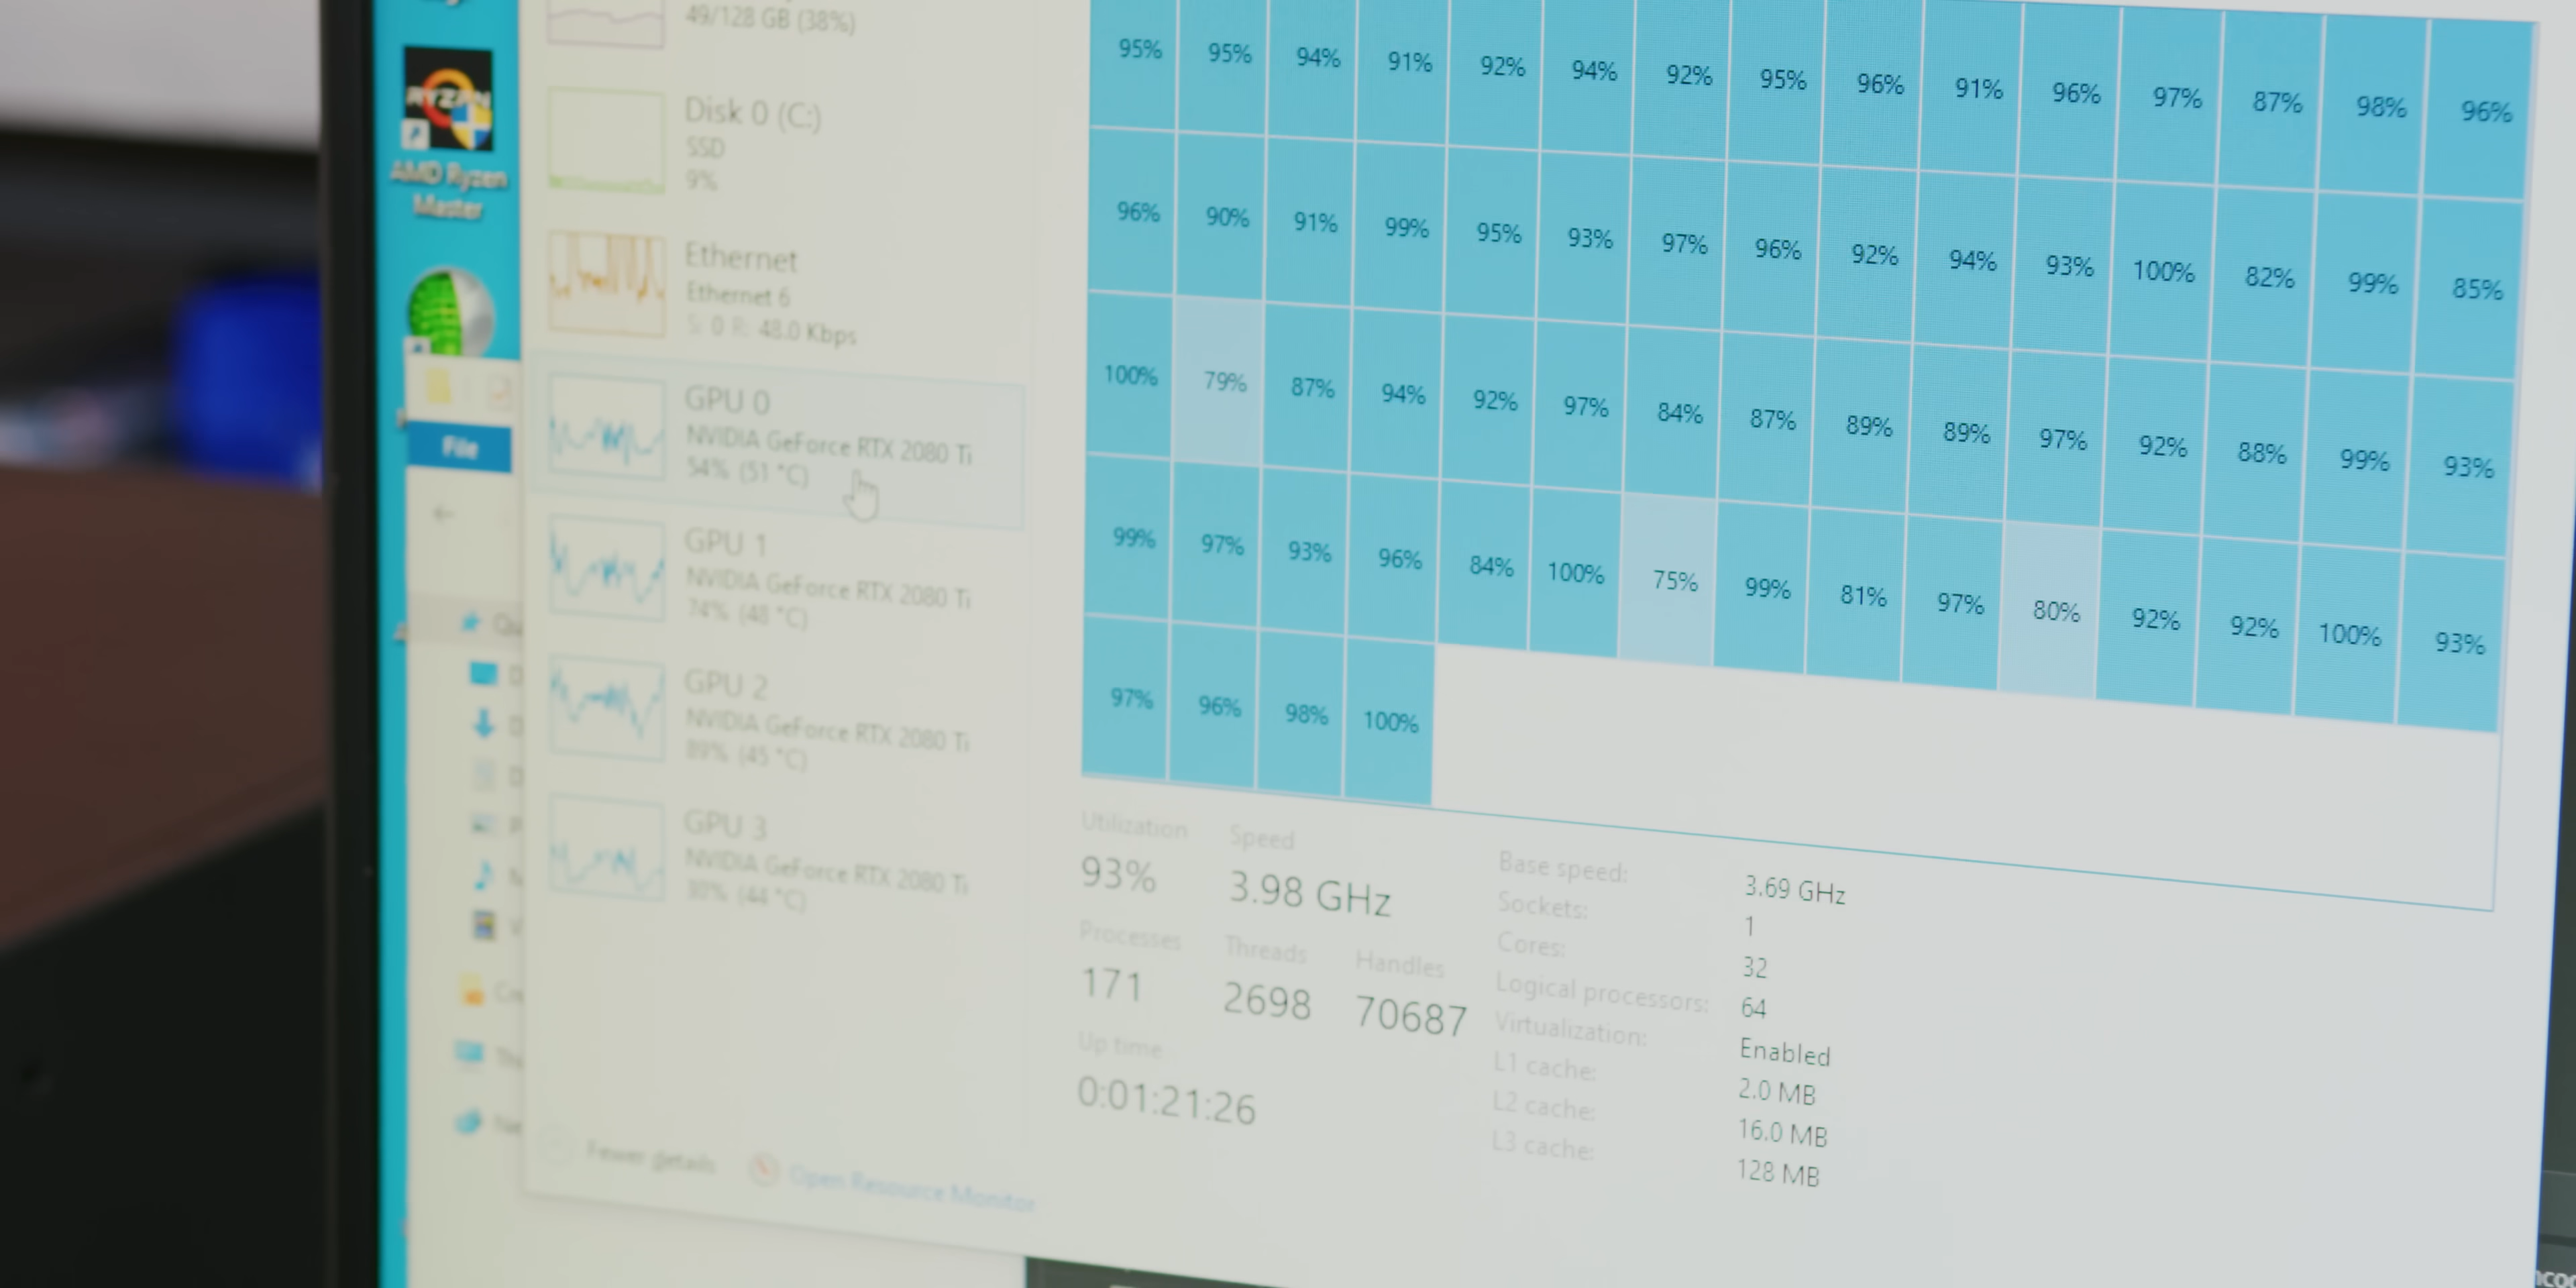 49/128 GB (38%)
Disk 0 (C:)
SSD
9%
Ethernet
Ethernet 6
S: 0 R: 48.0 Kbps
GPU 0
NVIDIA GeForce RTX 2080 Ti
54% (51 °C)
GPU 1
NVIDIA GeForce RTX 2080 Ti
74% (48 °C)
GPU 2
NVIDIA GeForce RTX 2080 Ti
89% (45 °C)
GPU 3
NVIDIA GeForce RTX 2080 Ti
(44 °C)
Fewer details
Open Resource Monitor
RYZEN
AMD Ryzen
Master
File
95% 95% 94% 91% 92% 94% 92% 95% 96% 91% 96% 97% 87% 98% 96%
96% 90% 91% 99% 95% 93% 97% 96% 92% 94% 93% 100% 82% 99% 85%
100% 79% 87% 94% 92% 97% 84% 87% 89% 89% 97% 92% 88% 99% 93%
99% 97% 93% 96% 84% 100% 75% 99% 81% 97% 80% 92% 92% 100% 93%
97% 96% 98% 100%
Utilization Speed
93% 3.98 GHz
Processes Threads Handles
171 2698 70687
Up time
0:01:21:26
Base speed: 3.69 GHz
Sockets: 1
Cores: 32
Logical processors: 64
Virtualization: Enabled
L1 cache: 2.0 MB
L2 cache: 16.0 MB
L3 cache: 128 MB